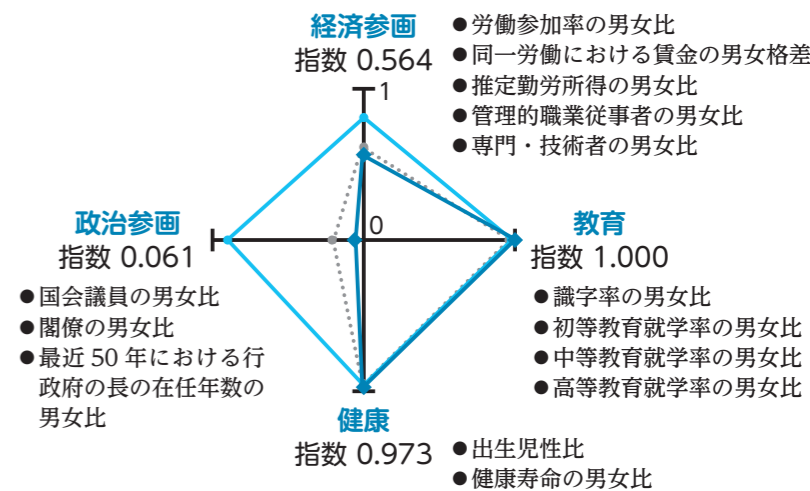 経済参画
指数 0.564
●労働参加率の男女比
●同一労働における賃金の男女格差
●推定勤労所得の男女比
●管理的職業従事者の男女比
●専門・技術者の男女比
1
0
政治参画
指数 0.061
●国会議員の男女比
●閣僚の男女比
●最近 50 年における行
政府の長の在任年数の
男女比
教育
指数 1.000
●識字率の男女比
●初等教育就学率の男女比
●中等教育就学率の男女比
●高等教育就学率の男女比
健康
指数 0.973
●出生児性比
●健康寿命の男女比